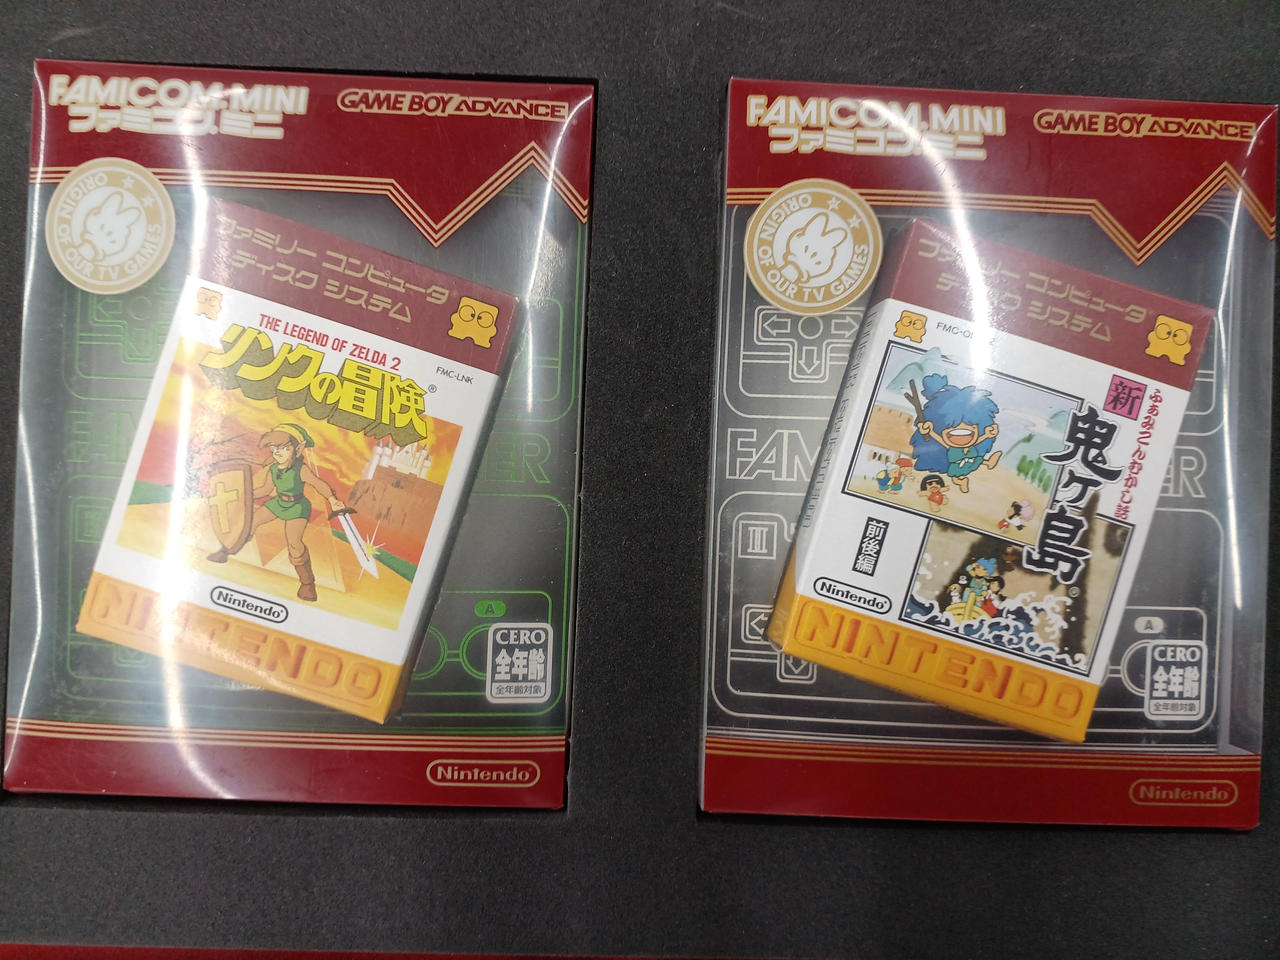 FAMICOM MINI
ファミコンミニ
GAME BOY ADVANCE
ORIGIN OF OUR TV GAMES
ファミリー コンピュータ
ディスク システム
THE LEGEND OF ZELDA 2
リンクの冒険®
FMC-LNK
Nintendo®
NINTENDO
A
CERO
全年齢
全年齢対象
Nintendo®
FAMICOM MINI
ファミコンミニ
GAME BOY ADVANCE
ORIGIN OF OUR TV GAMES
ファミリー コンピュータ
ディスク システム
ふぁみこんむかし話
新
鬼ヶ島®
前後編
Nintendo®
NINTENDO
II
A
CERO
全年齢
全年齢対象
Nintendo®